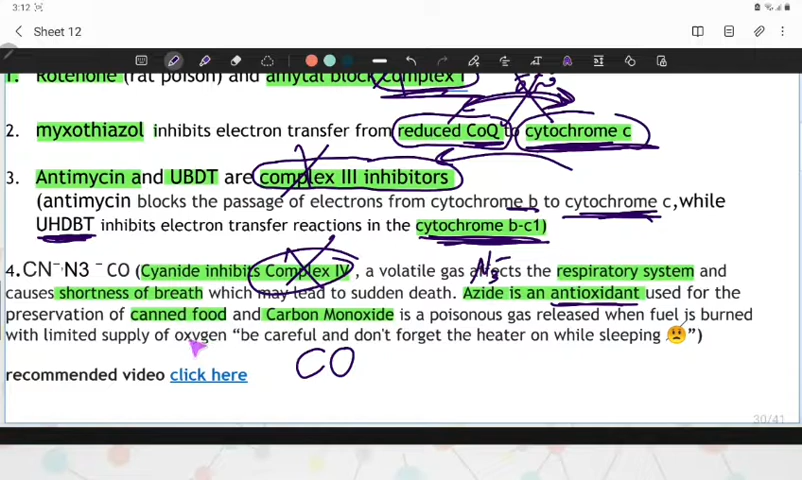 3:12
Sheet 12
1. Rotenone (rat poison) and amytal block complex I
2. myxothiazol inhibits electron transfer from reduced CoQ to cytochrome c
3. Antimycin and UBDT are complex III inhibitors
(antimycin blocks the passage of electrons from cytochrome b to cytochrome c,while
UHDBT inhibits electron transfer reactions in the cytochrome b-c1)
N3⁻
4.CN⁻ N3⁻ CO (Cyanide inhibits Complex IV, a volatile gas affects the respiratory system and
causes shortness of breath which may lead to sudden death. Azide is an antioxidant used for the
preservation of canned food and Carbon Monoxide is a poisonous gas released when fuel is burned
with limited supply of oxygen “be careful and don't forget the heater on while sleeping 😟”)
CO
recommended video click here
30/41